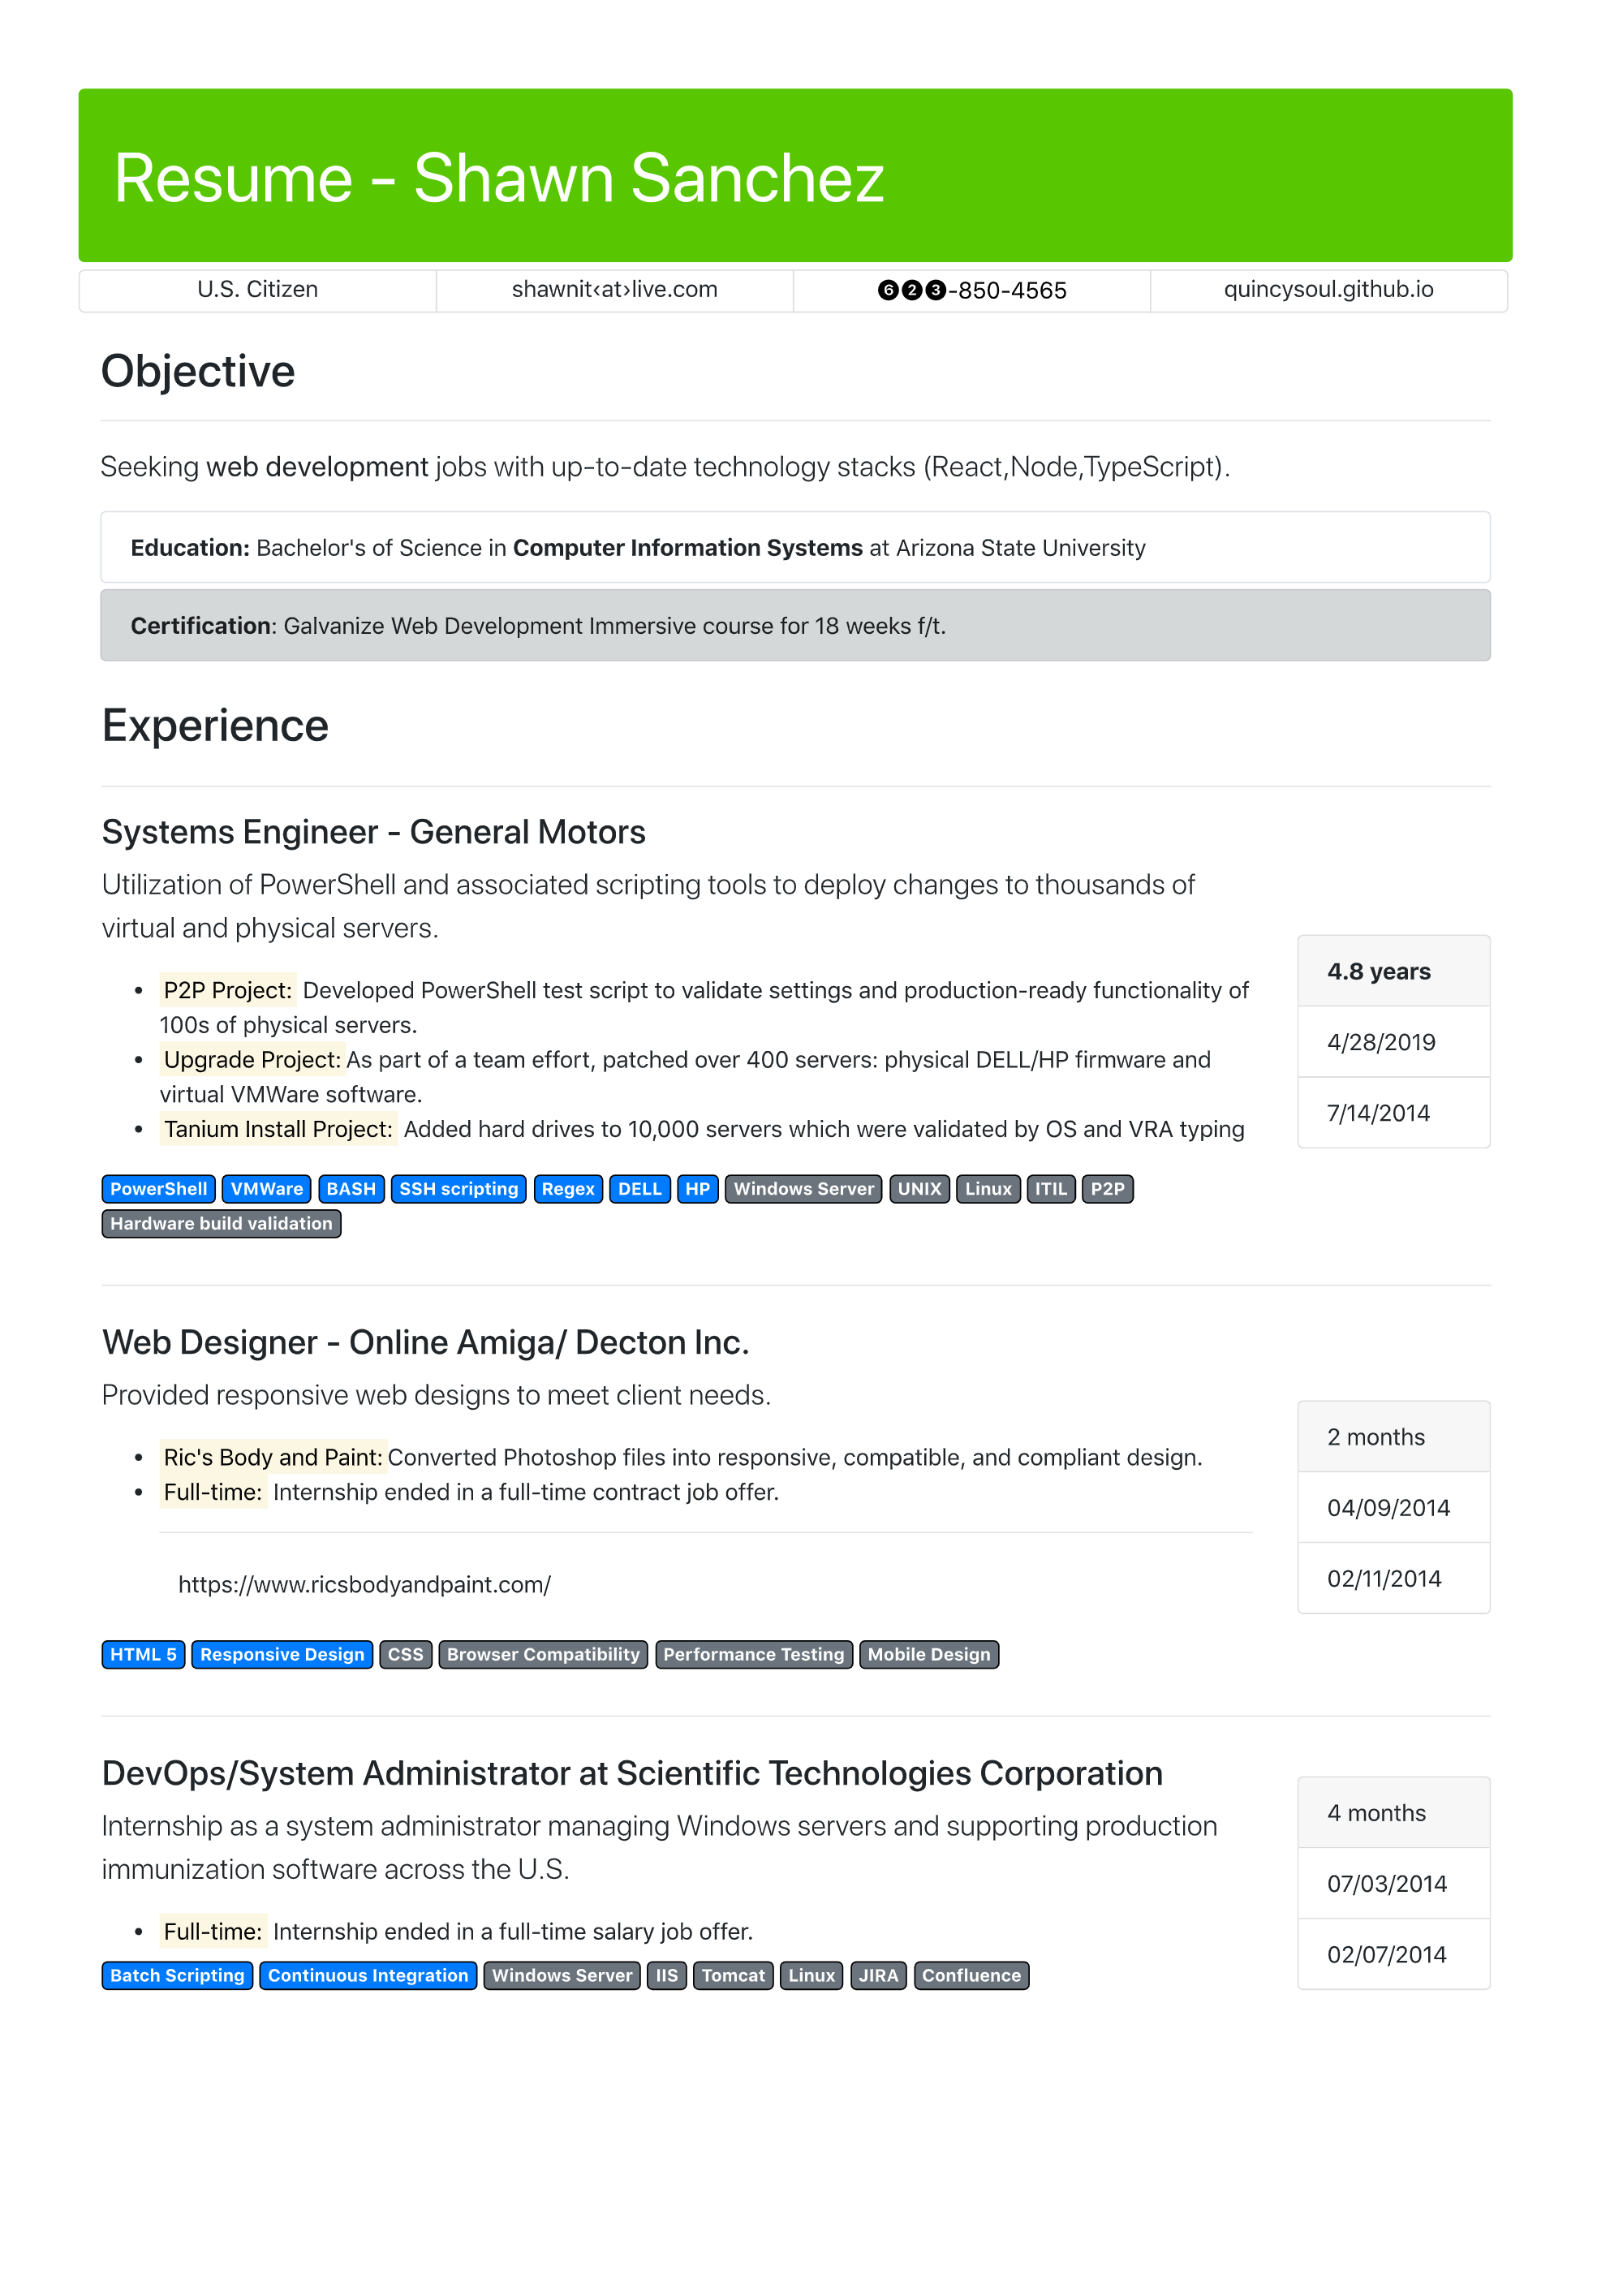 Resume - Shawn Sanchez
U.S. Citizen
shawnit‹at›live.com
❻❷❸-850-4565
quincysoul.github.io
Objective
Seeking web development jobs with up-to-date technology stacks (React,Node,TypeScript).
Education: Bachelor's of Science in Computer Information Systems at Arizona State University
Certification: Galvanize Web Development Immersive course for 18 weeks f/t.
Experience
Systems Engineer - General Motors
Utilization of PowerShell and associated scripting tools to deploy changes to thousands of
virtual and physical servers.
• P2P Project: Developed PowerShell test script to validate settings and production-ready functionality of
100s of physical servers.
• Upgrade Project: As part of a team effort, patched over 400 servers: physical DELL/HP firmware and
virtual VMWare software.
• Tanium Install Project: Added hard drives to 10,000 servers which were validated by OS and VRA typing
4.8 years
4/28/2019
7/14/2014
PowerShell VMWare BASH SSH scripting Regex DELL HP Windows Server UNIX Linux ITIL P2P
Hardware build validation
Web Designer - Online Amiga/ Decton Inc.
Provided responsive web designs to meet client needs.
• Ric's Body and Paint: Converted Photoshop files into responsive, compatible, and compliant design.
• Full-time: Internship ended in a full-time contract job offer.
https://www.ricsbodyandpaint.com/
2 months
04/09/2014
02/11/2014
HTML 5 Responsive Design CSS Browser Compatibility Performance Testing Mobile Design
DevOps/System Administrator at Scientific Technologies Corporation
Internship as a system administrator managing Windows servers and supporting production
immunization software across the U.S.
• Full-time: Internship ended in a full-time salary job offer.
4 months
07/03/2014
02/07/2014
Batch Scripting Continuous Integration Windows Server IIS Tomcat Linux JIRA Confluence